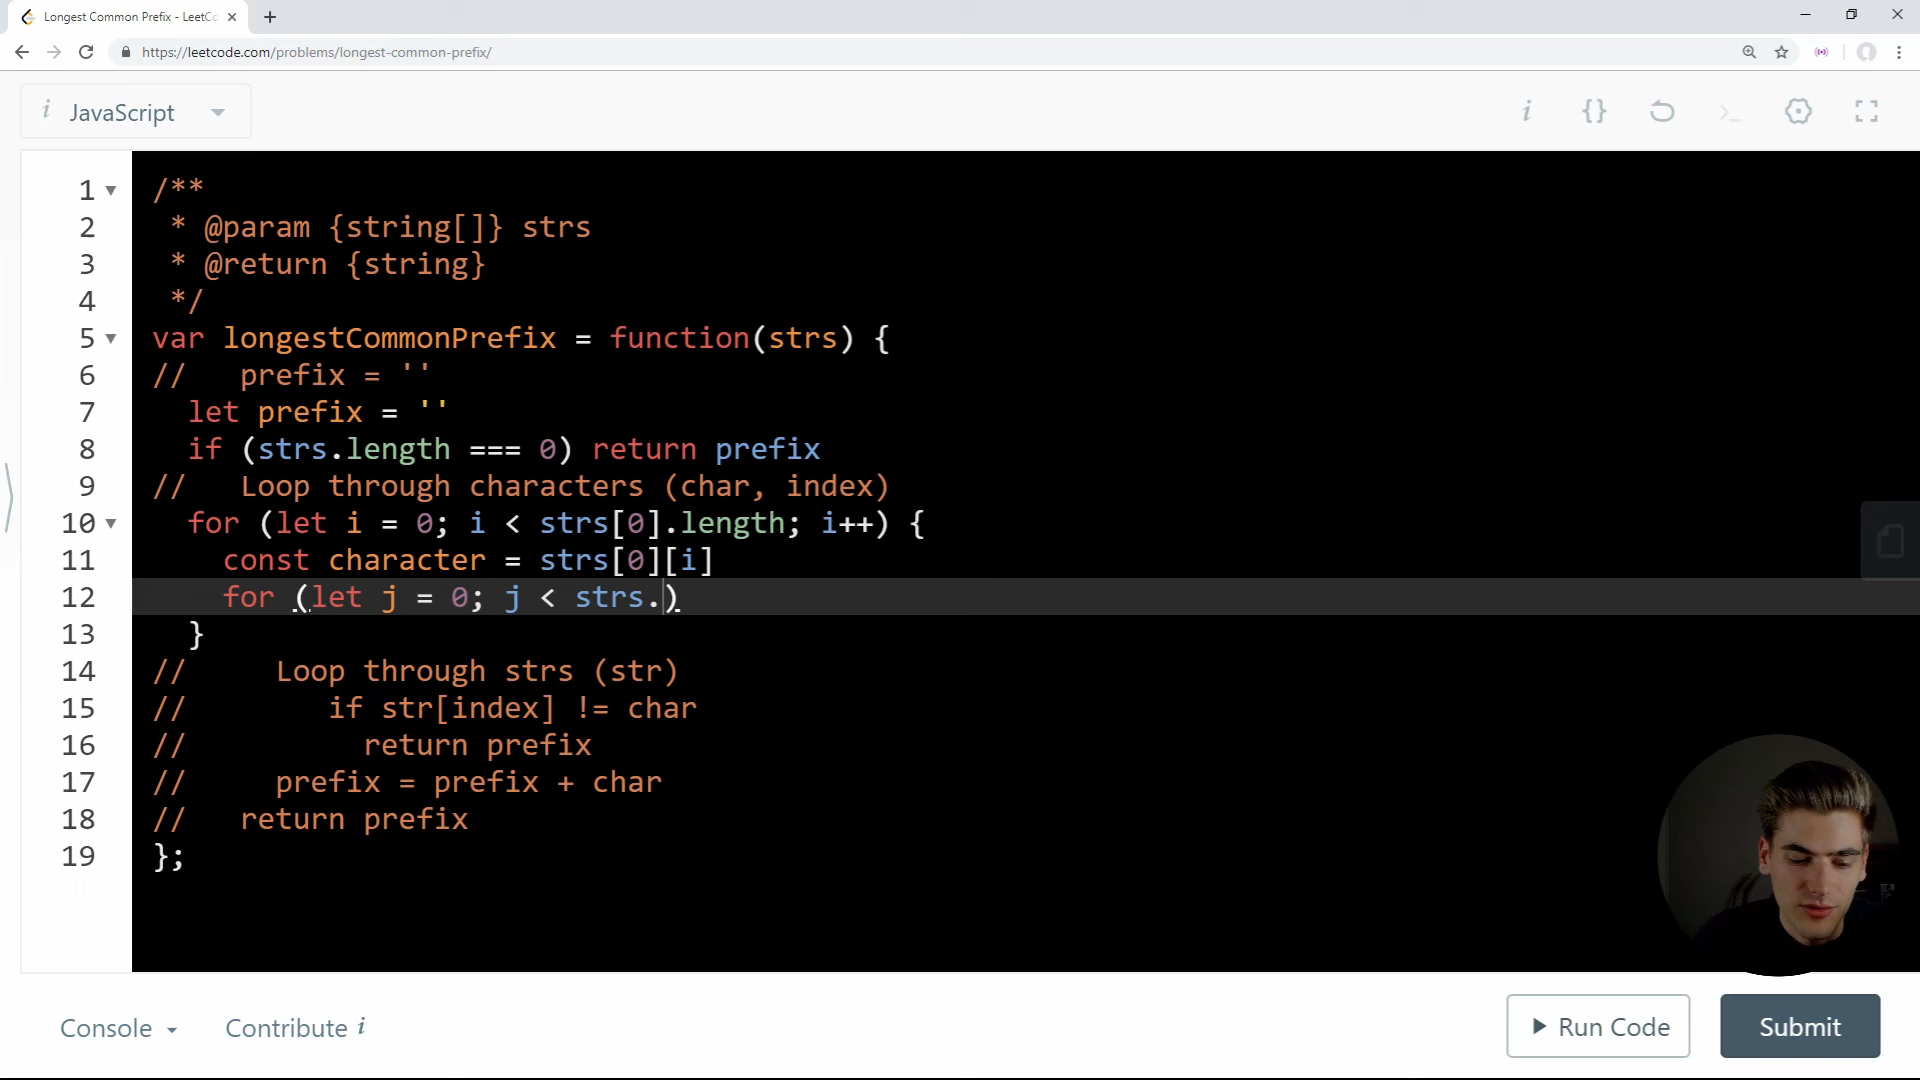 Longest Common Prefix - LeetCo
https://leetcode.com/problems/longest-common-prefix/
i JavaScript
i {} >_
1 /**
2  * @param {string[]} strs
3  * @return {string}
4  */
5 var longestCommonPrefix = function(strs) {
6 //   prefix = ''
7   let prefix = ''
8   if (strs.length === 0) return prefix
9 //   Loop through characters (char, index)
10   for (let i = 0; i < strs[0].length; i++) {
11     const character = strs[0][i]
12     for (let j = 0; j < strs.)
13   }
14 //     Loop through strs (str)
15 //        if str[index] != char
16 //          return prefix
17 //     prefix = prefix + char
18 //   return prefix
19 };
Console Contribute i Run Code Submit